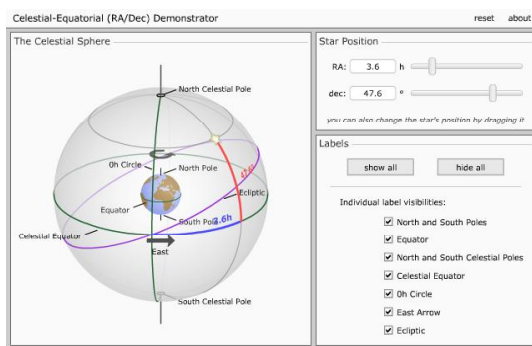 Celestial-Equatorial (RA/Dec) Demonstrator
reset about
The Celestial Sphere
North Celestial Pole
0h Circle
North Pole
47.6°
Ecliptic
Equator
South Pole
3.6h
Celestial Equator
East
South Celestial Pole
Star Position
RA: 3.6 h
dec: 47.6 °
you can also change the star's position by dragging it
Labels
show all hide all
Individual label visibilities:
North and South Poles
Equator
North and South Celestial Poles
Celestial Equator
0h Circle
East Arrow
Ecliptic